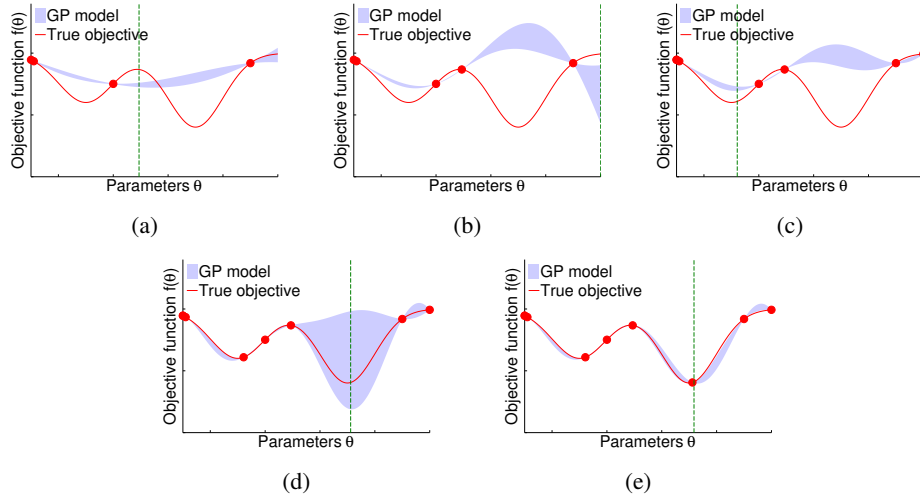 GP model
True objective
Objective function f(θ)
Parameters θ
(a)
GP model
True objective
Objective function f(θ)
Parameters θ
(b)
GP model
True objective
Objective function f(θ)
Parameters θ
(c)
GP model
True objective
Objective function f(θ)
Parameters θ
(d)
GP model
True objective
Objective function f(θ)
Parameters θ
(e)